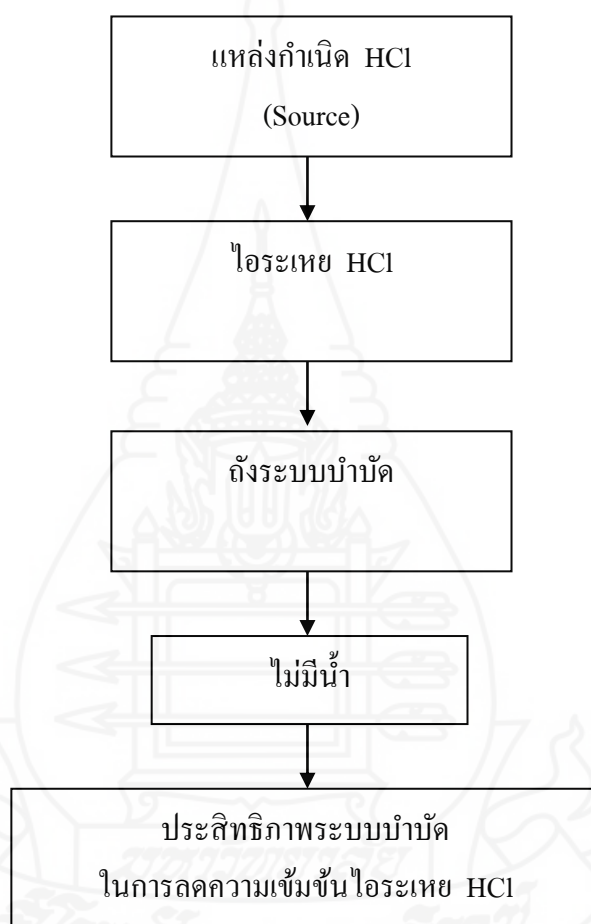 แหล่งกำเนิด HCl
(Source)
ไอระเหย HCl
ถังระบบบำบัด
ไม่มีน้ำ
ประสิทธิภาพระบบบำบัด
ในการลดความเข้มข้นไอระเหย HCl